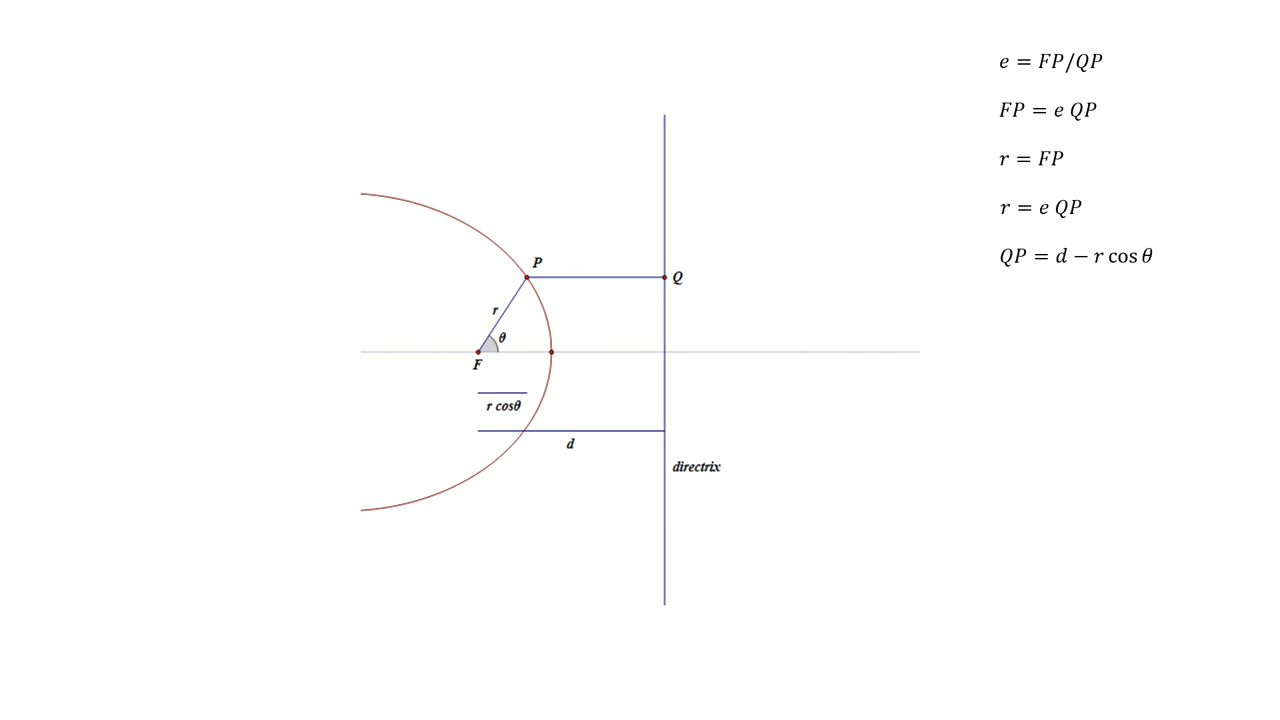 e = FP/QP
FP = e QP
r = FP
r = e QP
QP = d − r cos θ
P
Q
r
θ
F
r cosθ
d
directrix